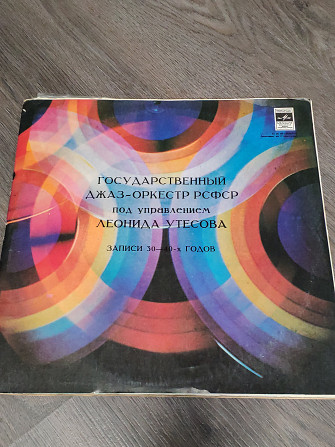 ГОСУДАРСТВЕННЫЙ
ДЖАЗ-ОРКЕСТР РСФСР
под управлением
ЛЕОНИДА УТЕСОВА
ЗАПИСИ 30—40-х ГОДОВ